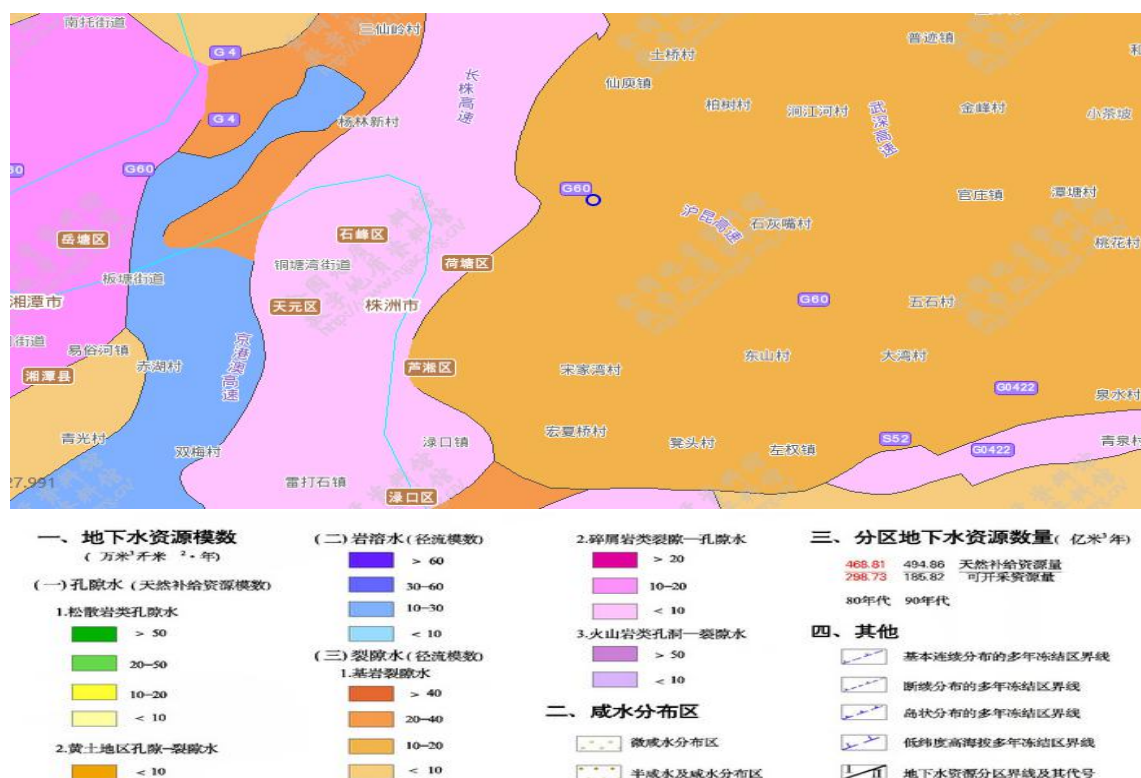 南托街道
三仙岭村
普迹镇
和
G4
土桥村
长株高速
仙庾镇
柏树村
涧江河村
武深高速
金峰村
小茶坡
G4
杨林新村
60
G60
G60
官庄镇
潭塘村
沪昆高速
石灰嘴村
岳塘区
石峰区
桃花村
铜塘湾街道
荷塘区
板塘街道
湘潭市
天元区
株洲市
G60
五石村
街道
易俗河镇
京港澳高速
东山村
大湾村
湘潭县
赤湖村
芦淞区
宋家湾村
G0422
泉水村
青光村
双梅村
渌口镇
宏夏桥村
凳头村
左权镇
S52
G0422
青泉村
27.991
雷打石镇
渌口区
一、地下水资源模数
(万米³/千米²·年)
(一)孔隙水(天然补给资源模数)
1.松散岩类孔隙水
> 50
20-50
10-20
< 10
2.黄土地区孔隙-裂隙水
< 10
(二)岩溶水(径流模数)
> 60
30-60
10-30
< 10
(三)裂隙水(径流模数)
1.基岩裂隙水
> 40
20-40
10-20
< 10
2.碎屑岩类裂隙—孔隙水
> 20
10-20
< 10
3.火山岩类孔洞—裂隙水
> 50
< 10
二、咸水分布区
微咸水分布区
半咸水及咸水分布区
三、分区地下水资源数量(亿米³年)
468.81 494.86 天然补给资源量
298.73 185.82 可开采资源量
80年代 90年代
四、其他
基本连续分布的多年冻结区界线
断续分布的多年冻结区界线
岛状分布的多年冻结区界线
低纬度高海拔多年冻结区界线
地下水资源分区界线及其代号